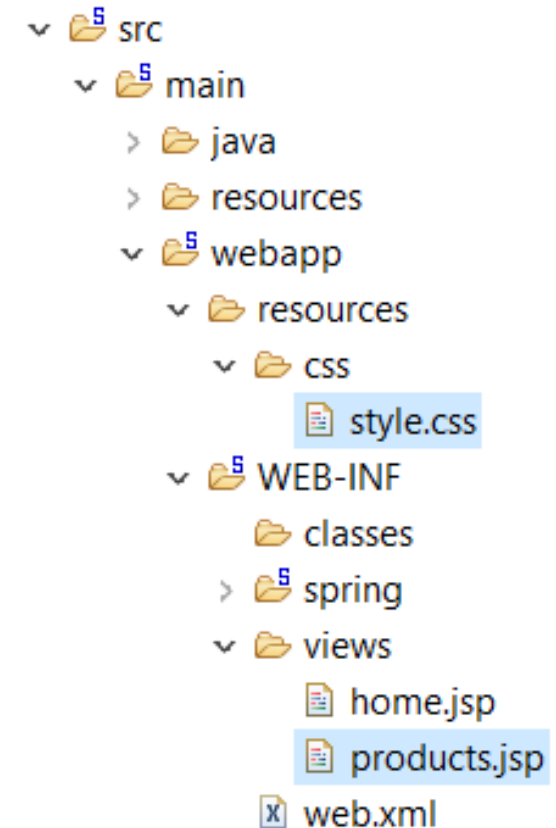 src
main
java
resources
webapp
resources
css
style.css
WEB-INF
classes
spring
views
home.jsp
products.jsp
web.xml